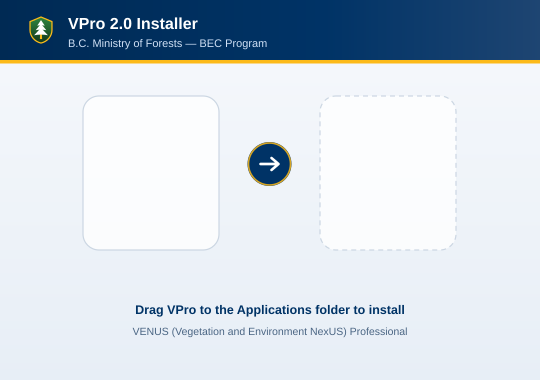 VPro 2.0 Installer
B.C. Ministry of Forests — BEC Program
Drag VPro to the Applications folder to install
VENUS (Vegetation and Environment NexUS) Professional